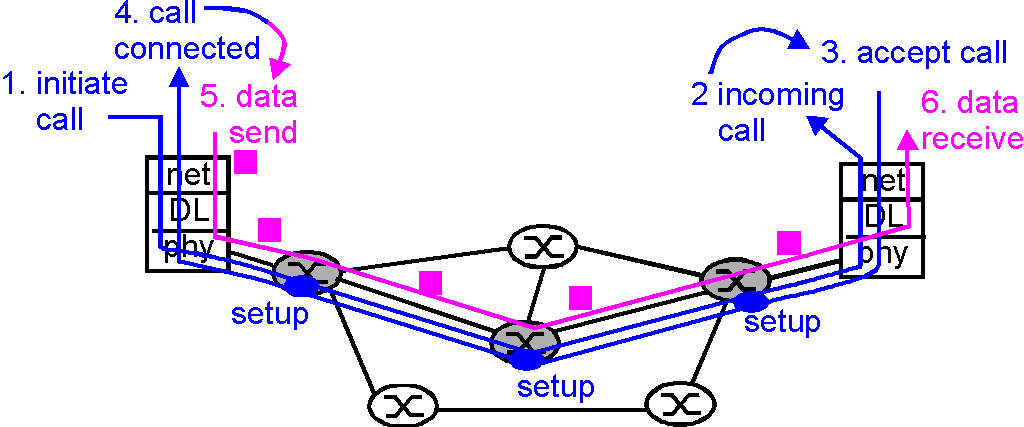 4. call
connected
1. initiate
call
5. data
send
3. accept call
2 incoming
call
6. data
receive
net
DL
phy
net
DL
phy
setup
setup
setup